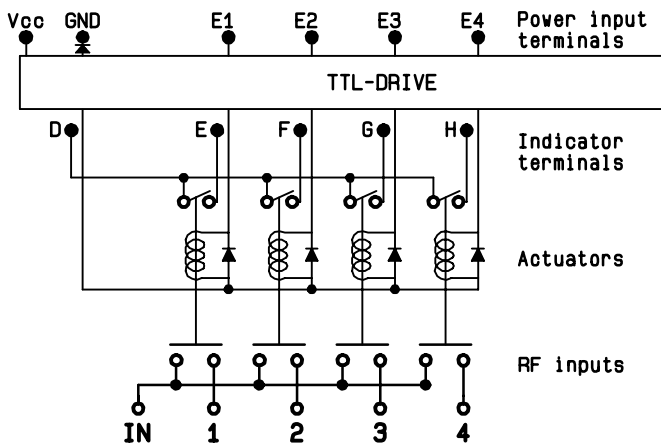 Vcc GND E1 E2 E3 E4 Power input
terminals
TTL-DRIVE
D E F G H Indicator
terminals
Actuators
RF inputs
IN 1 2 3 4